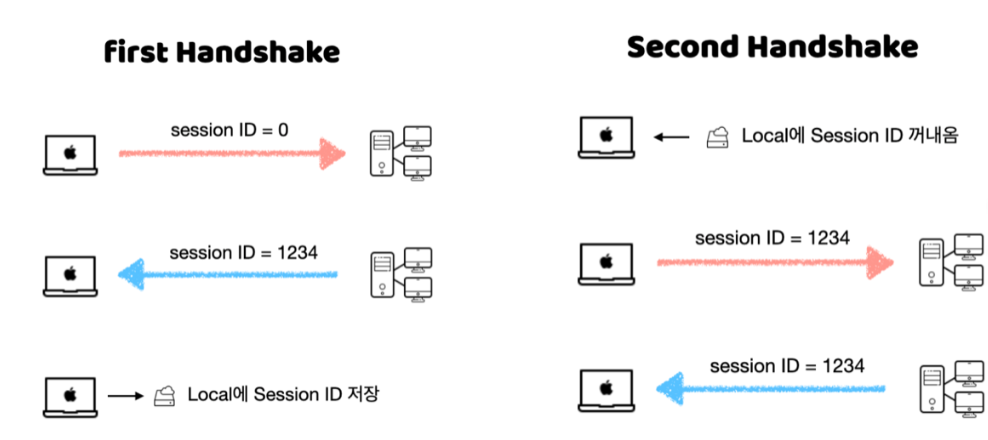 first Handshake
session ID = 0
session ID = 1234
Local에 Session ID 저장
Second Handshake
Local에 Session ID 꺼내옴
session ID = 1234
session ID = 1234